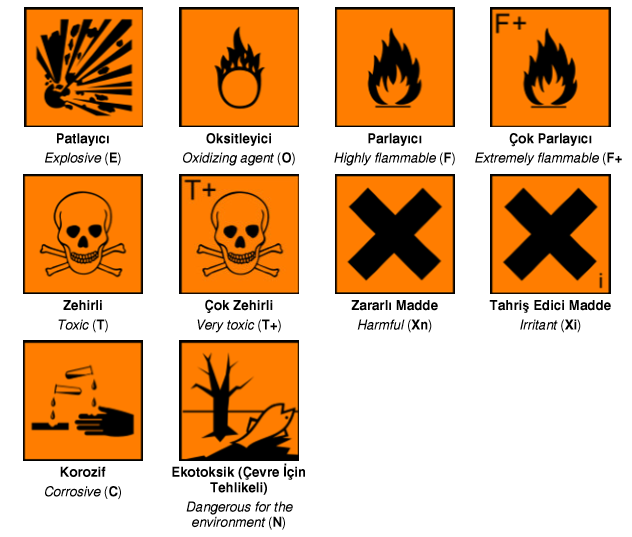 F+
Patlayıcı
Explosive (E)
Oksitleyici
Oxidizing agent (O)
Parlayıcı
Highly flammable (F)
Çok Parlayıcı
Extremely flammable (F+
T+
Zehirli
Toxic (T)
Çok Zehirli
Very toxic (T+)
Zararlı Madde
Harmful (Xn)
i
Tahriş Edici Madde
Irritant (Xi)
Korozif
Corrosive (C)
Ekotoksik (Çevre İçin
Tehlikeli)
Dangerous for the
environment (N)